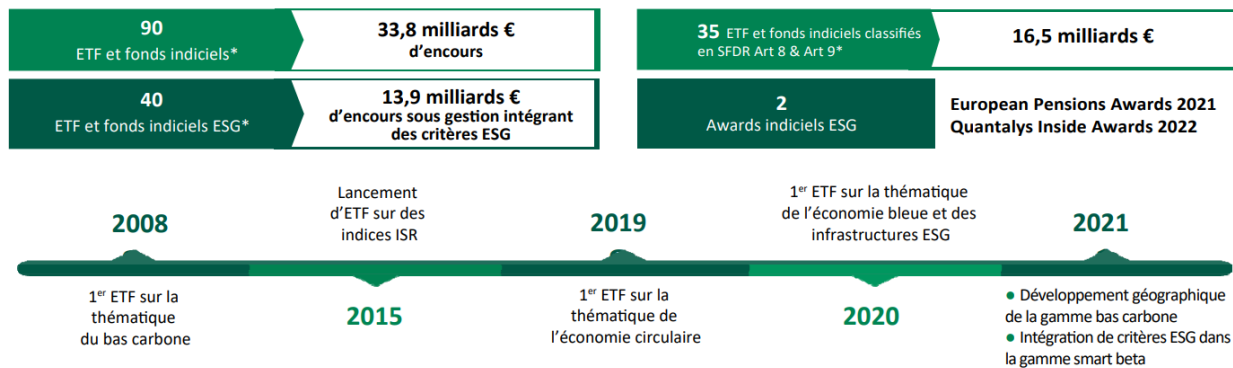 90
ETF et fonds indiciels*
33,8 milliards €
d’encours
40
ETF et fonds indiciels ESG*
13,9 milliards €
d’encours sous gestion intégrant
des critères ESG
35 ETF et fonds indiciels classifiés
en SFDR Art 8 & Art 9*
16,5 milliards €
2
Awards indiciels ESG
European Pensions Awards 2021
Quantalys Inside Awards 2022
2008
1er ETF sur la
thématique
du bas carbone
Lancement
d’ETF sur des
indices ISR
2015
2019
1er ETF sur la
thématique de
l’économie circulaire
1er ETF sur la thématique
de l’économie bleue et des
infrastructures ESG
2020
2021
● Développement géographique
de la gamme bas carbone
● Intégration de critères ESG dans
la gamme smart beta